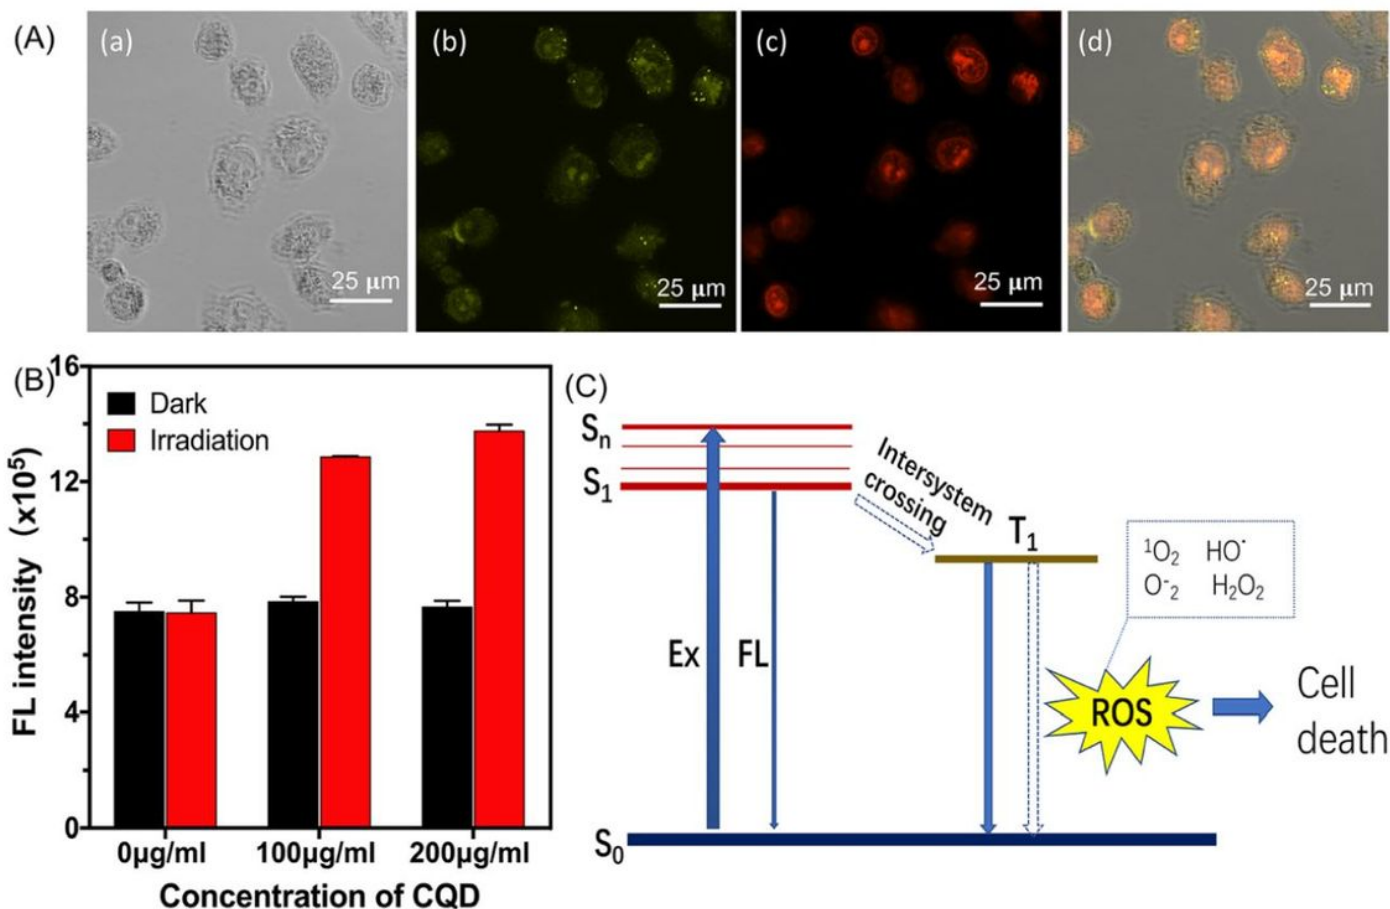 (A)
(a)
(b)
(c)
(d)
25 μm
25 μm
25 μm
25 μm
(B)
16
12
8
4
0
FL intensity (x10⁵)
Dark
Irradiation
0μg/ml
100μg/ml
200μg/ml
Concentration of CQD
(C)
Sₙ
S₁
Intersystem
crossing
T₁
¹O₂ HO˙
O⁻₂ H₂O₂
Ex
FL
ROS
Cell
death
S₀